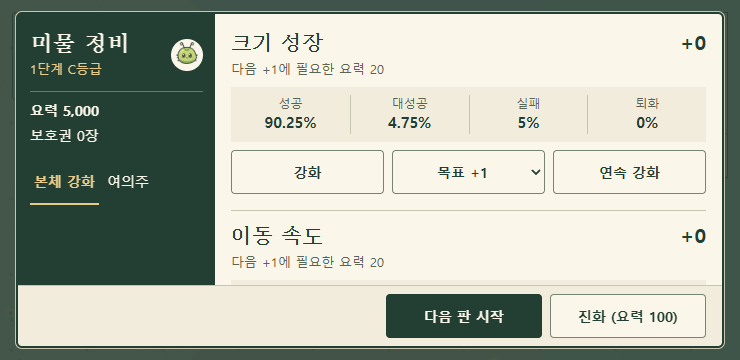 미물 정비
1단계 C등급
요력 5,000
보호권 0장
본체 강화 여의주
크기 성장 +0
다음 +1에 필요한 요력 20
성공 대성공 실패 퇴화
90.25% 4.75% 5% 0%
강화 목표 +1 연속 강화
이동 속도 +0
다음 +1에 필요한 요력 20
다음 판 시작 진화 (요력 100)